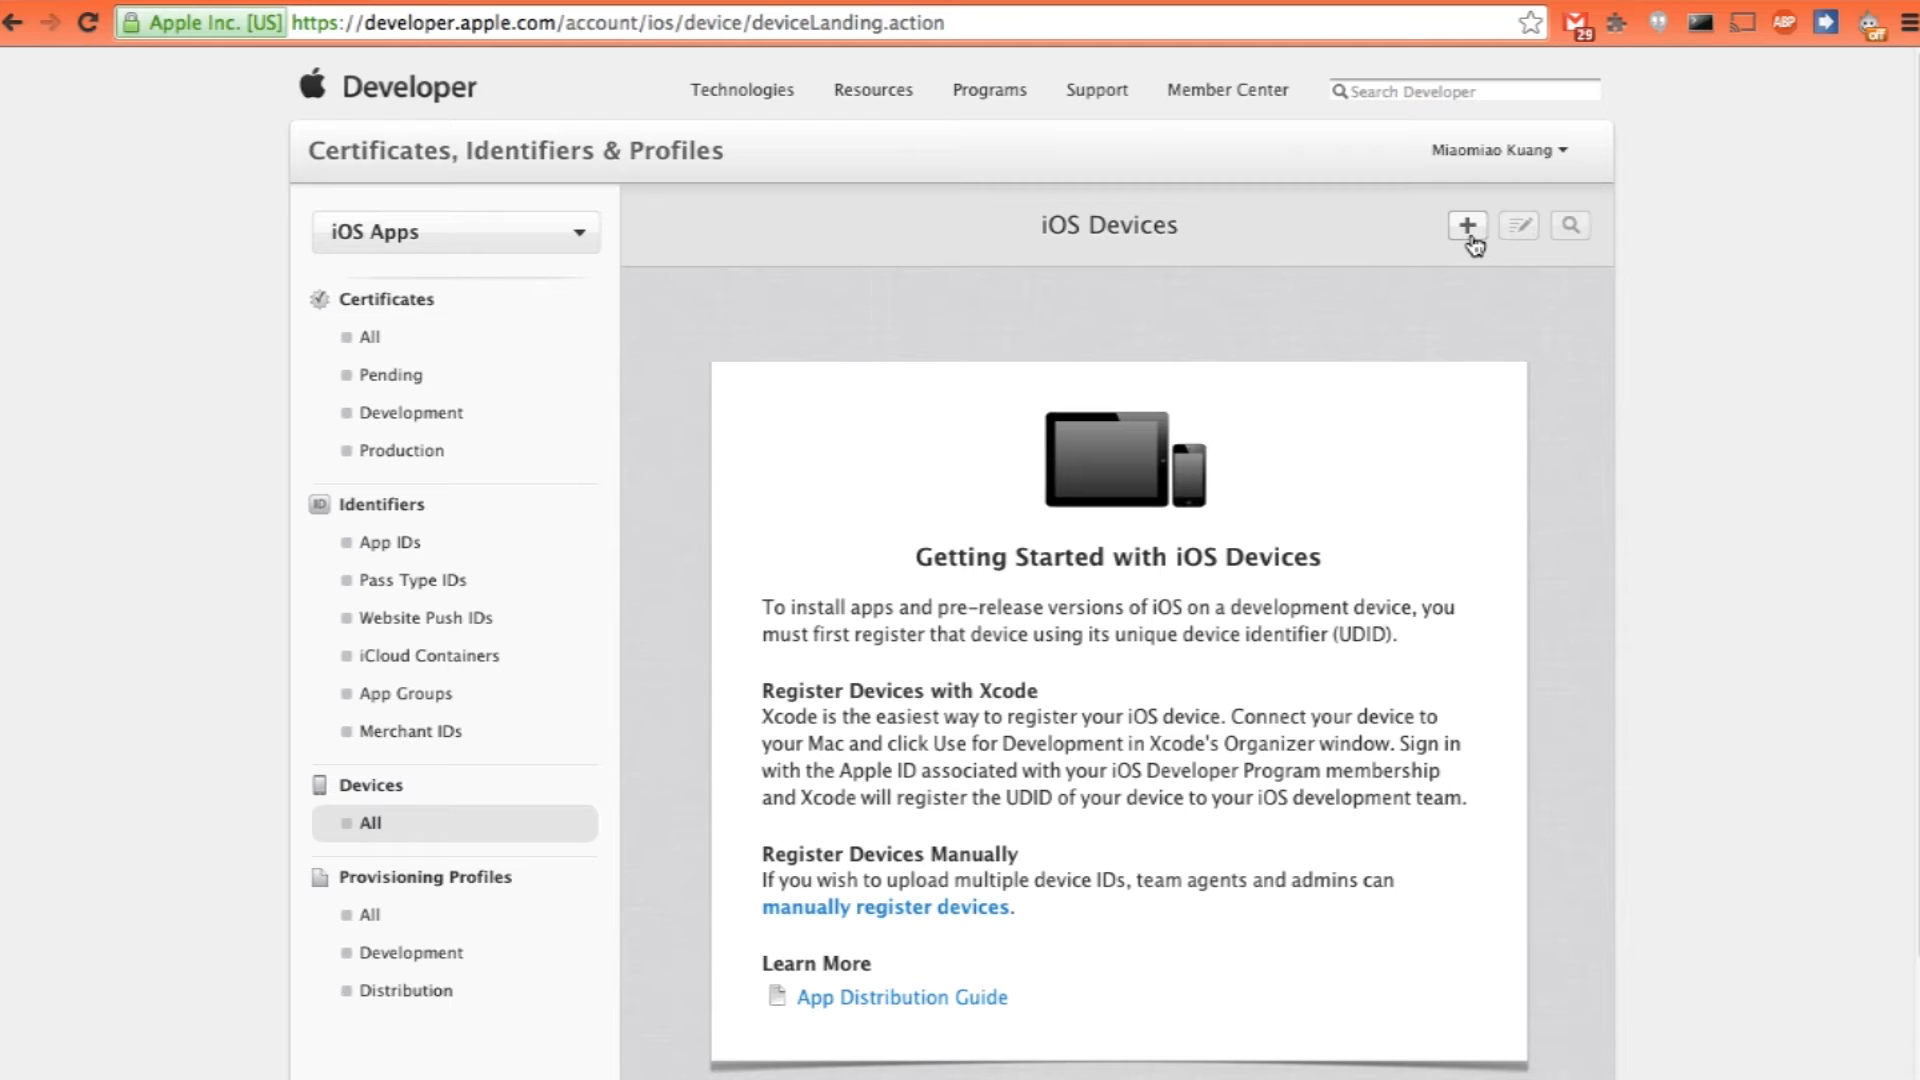 Apple Inc. [US] https://developer.apple.com/account/ios/device/deviceLanding.action
29
ABP
off
Developer
Technologies Resources Programs Support Member Center Search Developer
Certificates, Identifiers & Profiles
Miaomiao Kuang
iOS Apps
iOS Devices
Certificates
All
Pending
Development
Production
ID Identifiers
App IDs
Pass Type IDs
Website Push IDs
iCloud Containers
App Groups
Merchant IDs
Devices
All
Provisioning Profiles
All
Development
Distribution
Getting Started with iOS Devices
To install apps and pre-release versions of iOS on a development device, you
must first register that device using its unique device identifier (UDID).
Register Devices with Xcode
Xcode is the easiest way to register your iOS device. Connect your device to
your Mac and click Use for Development in Xcode's Organizer window. Sign in
with the Apple ID associated with your iOS Developer Program membership
and Xcode will register the UDID of your device to your iOS development team.
Register Devices Manually
If you wish to upload multiple device IDs, team agents and admins can
manually register devices.
Learn More
App Distribution Guide